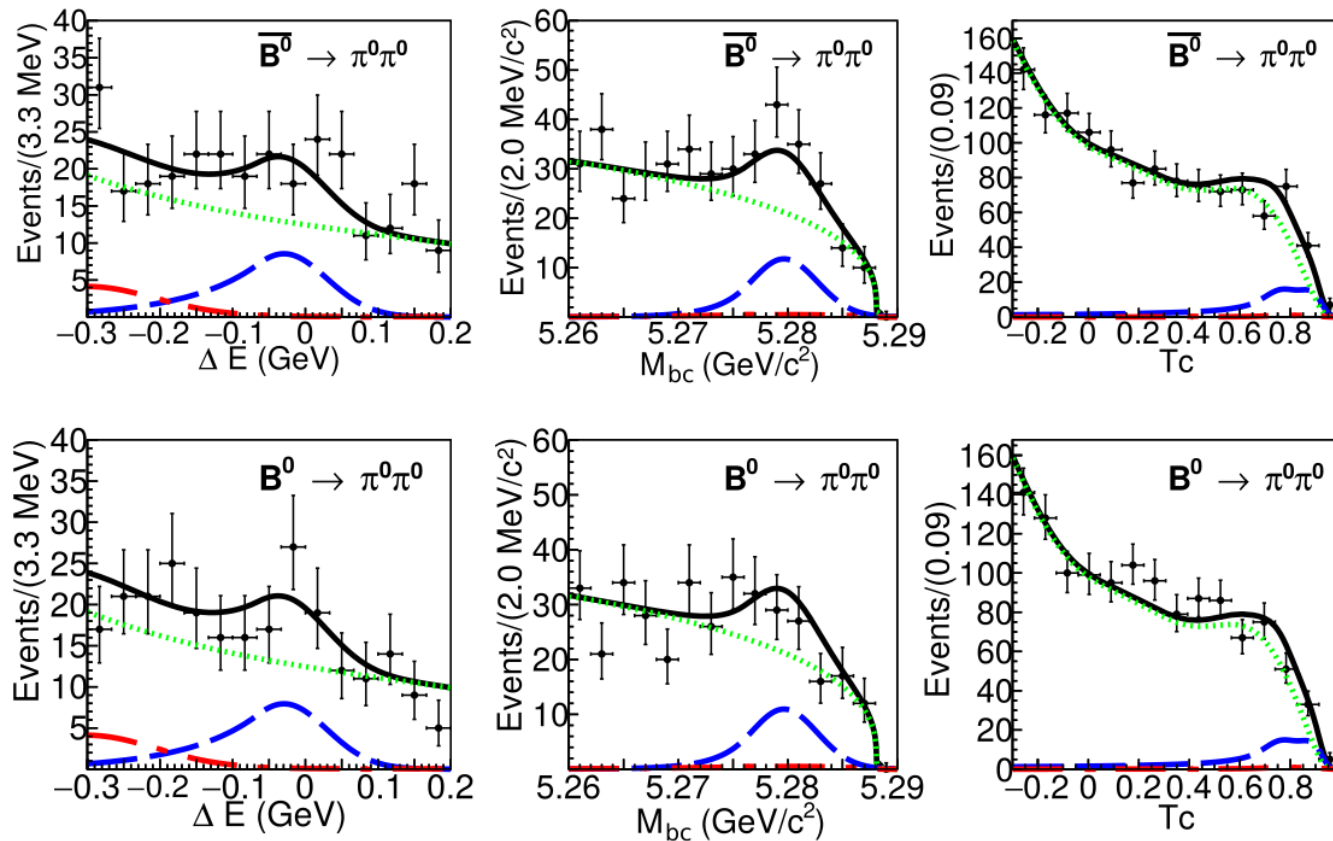 Events/(3.3 MeV)
40
35
30
25
20
15
10
5
B⁰ → π⁰π⁰
−0.3 −0.2 −0.1 0 0.1 0.2
Δ E (GeV)
Events/(2.0 MeV/c²)
60
50
40
30
20
10
B⁰ → π⁰π⁰
5.26 5.27 5.28 5.29
M_bc (GeV/c²)
Events/(0.09)
160
140
120
100
80
60
40
20
0
B⁰ → π⁰π⁰
−0.2 0 0.2 0.4 0.6 0.8
Tc
Events/(3.3 MeV)
40
35
30
25
20
15
10
5
B⁰ → π⁰π⁰
−0.3 −0.2 −0.1 0 0.1 0.2
Δ E (GeV)
Events/(2.0 MeV/c²)
60
50
40
30
20
10
B⁰ → π⁰π⁰
5.26 5.27 5.28 5.29
M_bc (GeV/c²)
Events/(0.09)
160
140
120
100
80
60
40
20
0
B⁰ → π⁰π⁰
−0.2 0 0.2 0.4 0.6 0.8
Tc